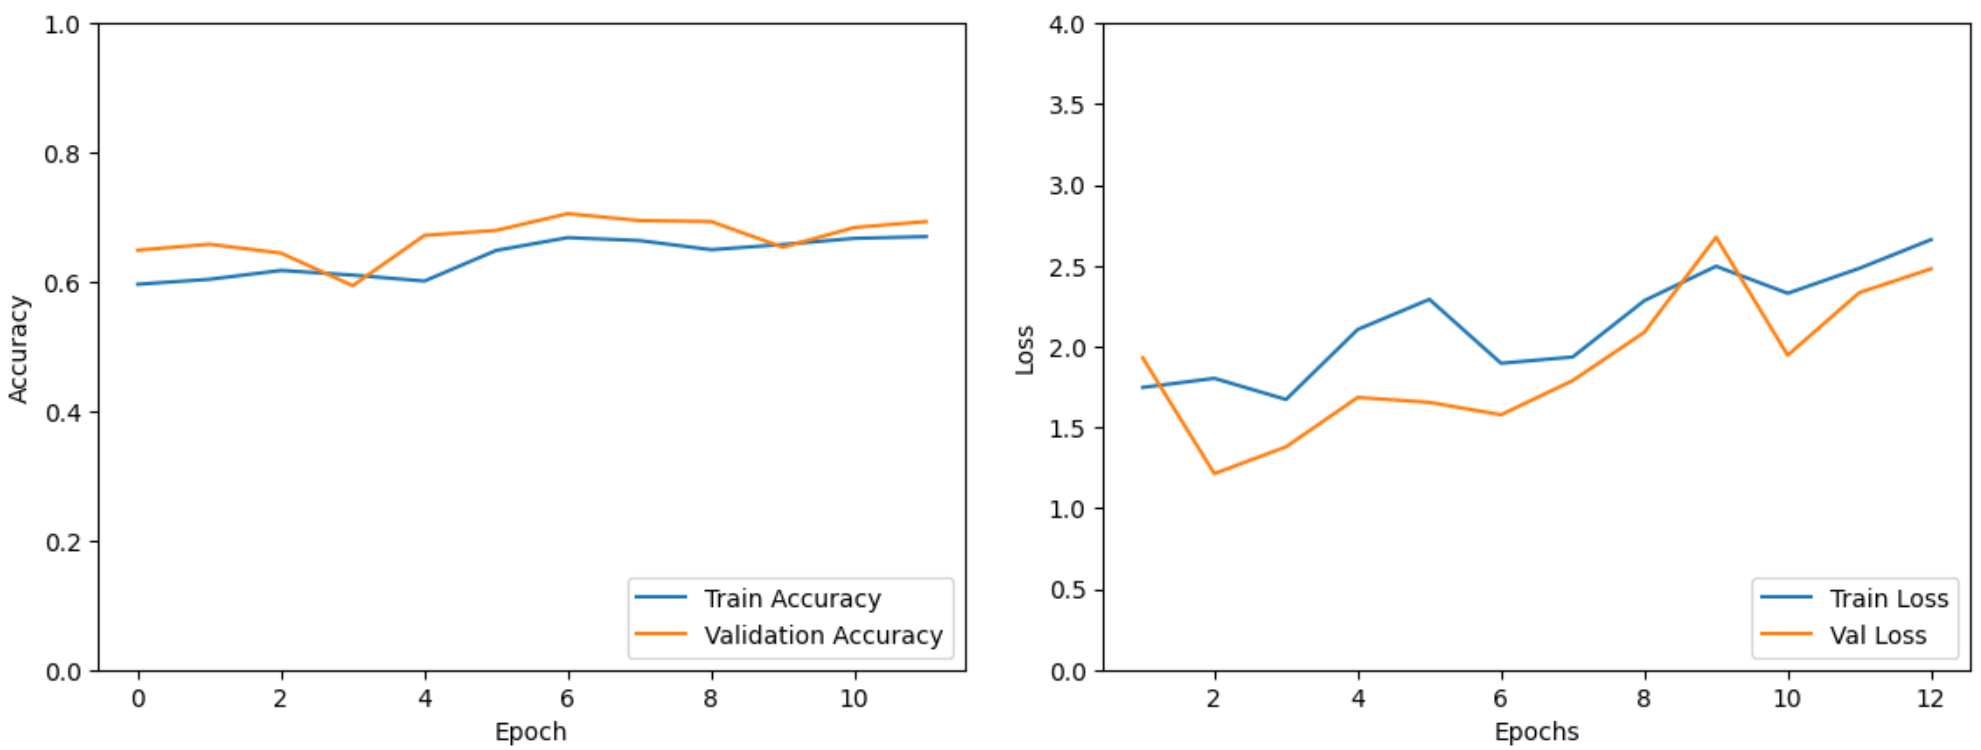 1.0
0.8
0.6
0.4
0.2
0.0
Accuracy
0 2 4 6 8 10
Epoch
Train Accuracy
Validation Accuracy
4.0
3.5
3.0
2.5
2.0
1.5
1.0
0.5
0.0
Loss
2 4 6 8 10 12
Epochs
Train Loss
Val Loss